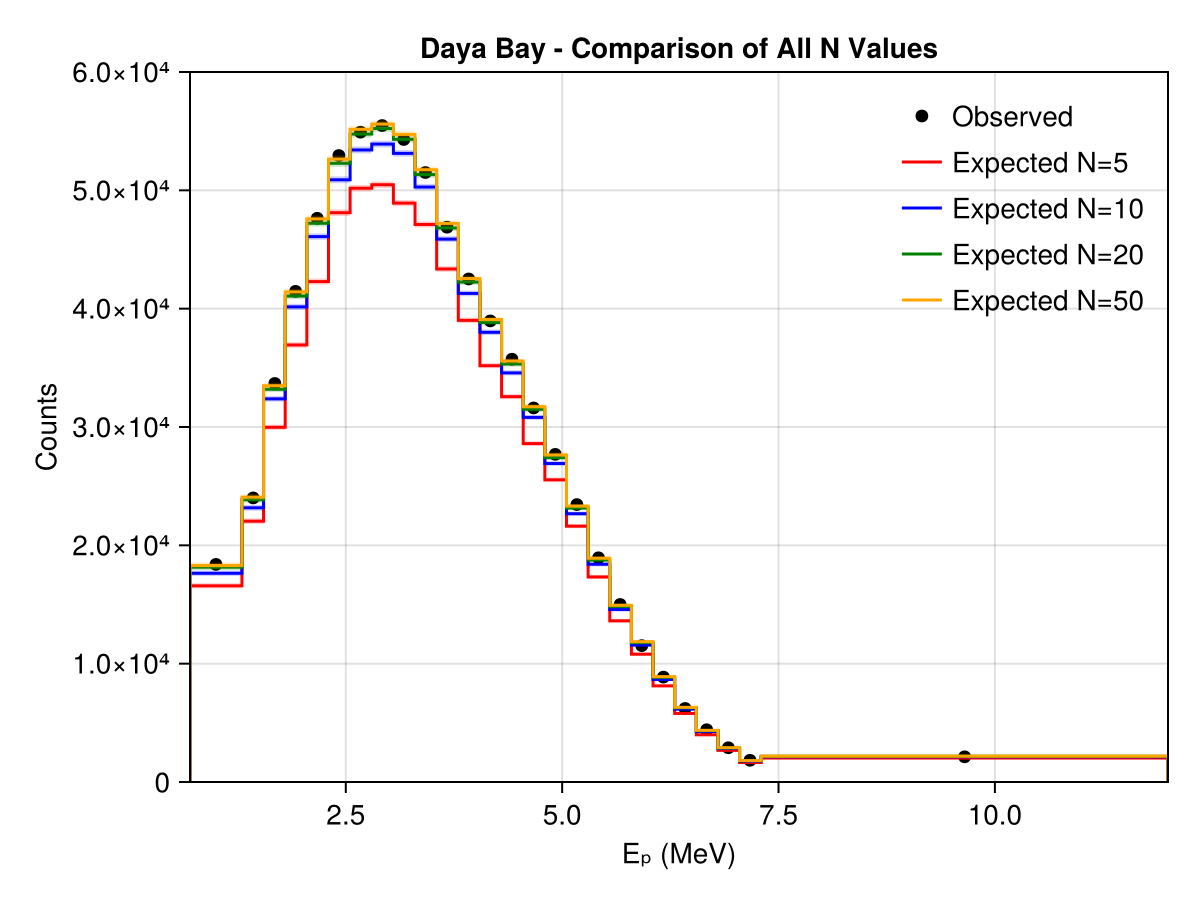 Daya Bay - Comparison of All N Values
6.0×10⁴
5.0×10⁴
4.0×10⁴
3.0×10⁴
2.0×10⁴
1.0×10⁴
0
Counts
Observed
Expected N=5
Expected N=10
Expected N=20
Expected N=50
2.5
5.0
7.5
10.0
Eₚ (MeV)